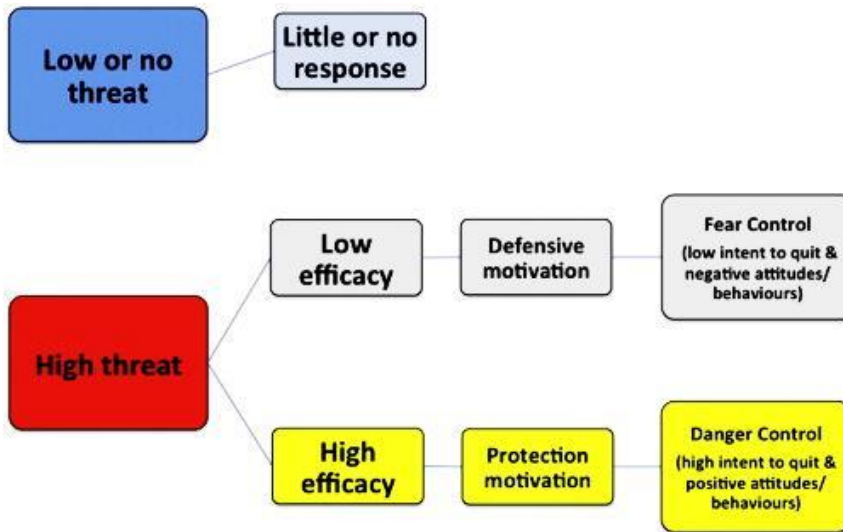 Low or no
threat
Little or no
response
High threat
Low
efficacy
Defensive
motivation
Fear Control
(low intent to quit &
negative attitudes/
behaviours)
High
efficacy
Protection
motivation
Danger Control
(high intent to quit &
positive attitudes/
behaviours)